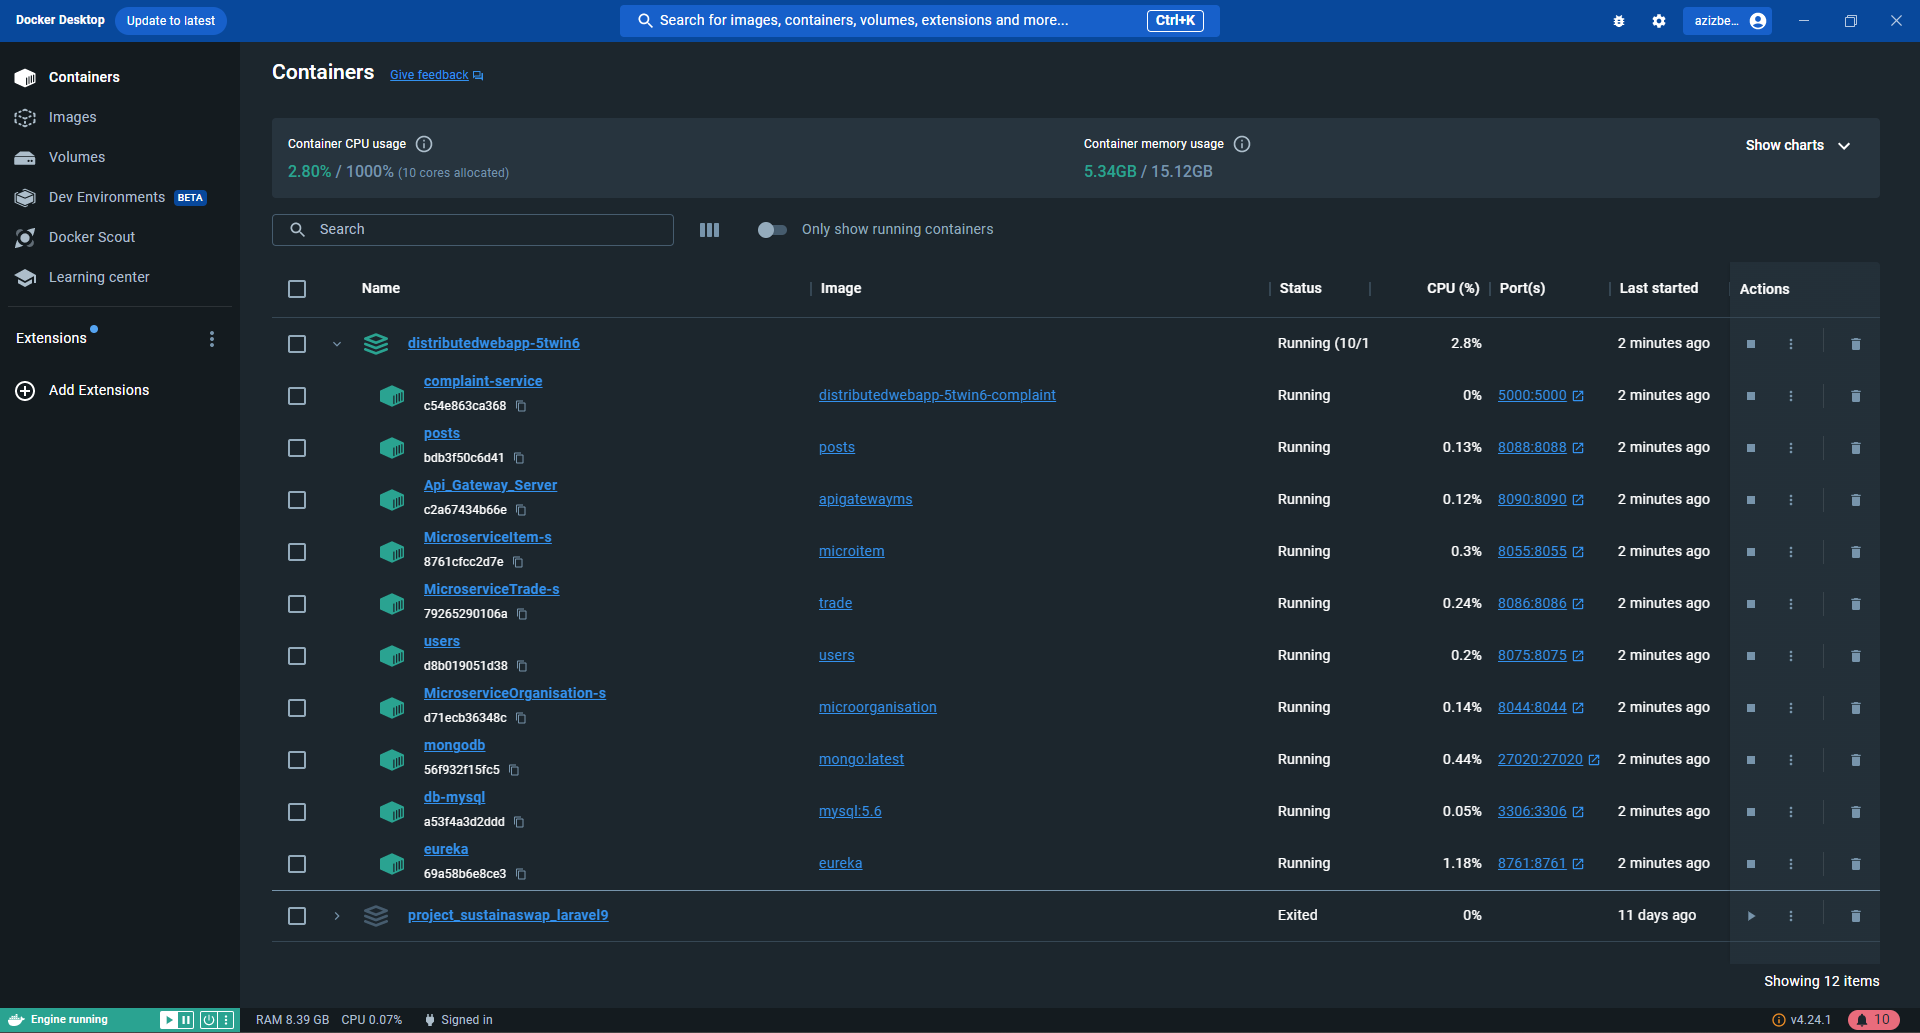 Docker Desktop Update to latest Search for images, containers, volumes, extensions and more... Ctrl+K azizbe...
Containers
Images
Volumes
Dev Environments BETA
Docker Scout
Learning center
Extensions
Add Extensions
Containers Give feedback
Container CPU usage Container memory usage Show charts
2.80% / 1000% (10 cores allocated) 5.34GB / 15.12GB
Search Only show running containers
Name Image Status CPU (%) Port(s) Last started Actions
distributedwebapp-5twin6 Running (10/1 2.8% 2 minutes ago
complaint-service
c54e863ca368 distributedwebapp-5twin6-complaint Running 0% 5000:5000 2 minutes ago
posts
bdb3f50c6d41 posts Running 0.13% 8088:8088 2 minutes ago
Api_Gateway_Server
c2a67434b66e apigatewayms Running 0.12% 8090:8090 2 minutes ago
MicroserviceItem-s
8761cfcc2d7e microitem Running 0.3% 8055:8055 2 minutes ago
MicroserviceTrade-s
79265290106a trade Running 0.24% 8086:8086 2 minutes ago
users
d8b019051d38 users Running 0.2% 8075:8075 2 minutes ago
MicroserviceOrganisation-s
d71ecb36348c microorganisation Running 0.14% 8044:8044 2 minutes ago
mongodb
56f932f15fc5 mongo:latest Running 0.44% 27020:27020 2 minutes ago
db-mysql
a53f4a3d2ddd mysql:5.6 Running 0.05% 3306:3306 2 minutes ago
eureka
69a58b6e8ce3 eureka Running 1.18% 8761:8761 2 minutes ago
project_sustainaswap_laravel9 Exited 0% 11 days ago
Showing 12 items
Engine running RAM 8.39 GB CPU 0.07% Signed in v4.24.1 10